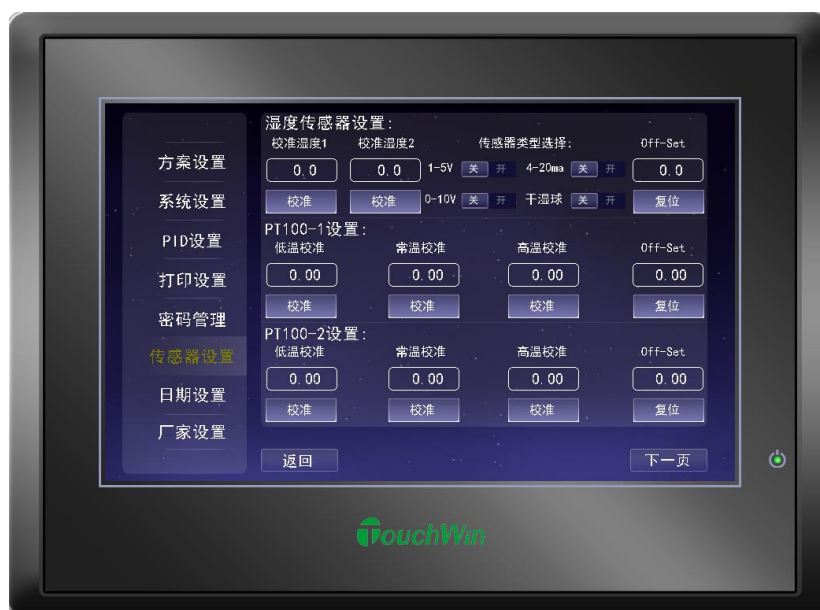 方案设置
系统设置
PID设置
打印设置
密码管理
传感器设置
日期设置
厂家设置
湿度传感器设置:
校准湿度1 校准湿度2 传感器类型选择: Off-Set
0.0 0.0 1-5V 关 开 4-20ma 关 开 0.0
校准 校准 0-10V 关 开 干湿球 关 开 复位
PT100-1设置:
低温校准 常温校准 高温校准 Off-Set
0.00 0.00 0.00 0.00
校准 校准 校准 复位
PT100-2设置:
低温校准 常温校准 高温校准 Off-Set
0.00 0.00 0.00 0.00
校准 校准 校准 复位
返回 下一页
TouchWin